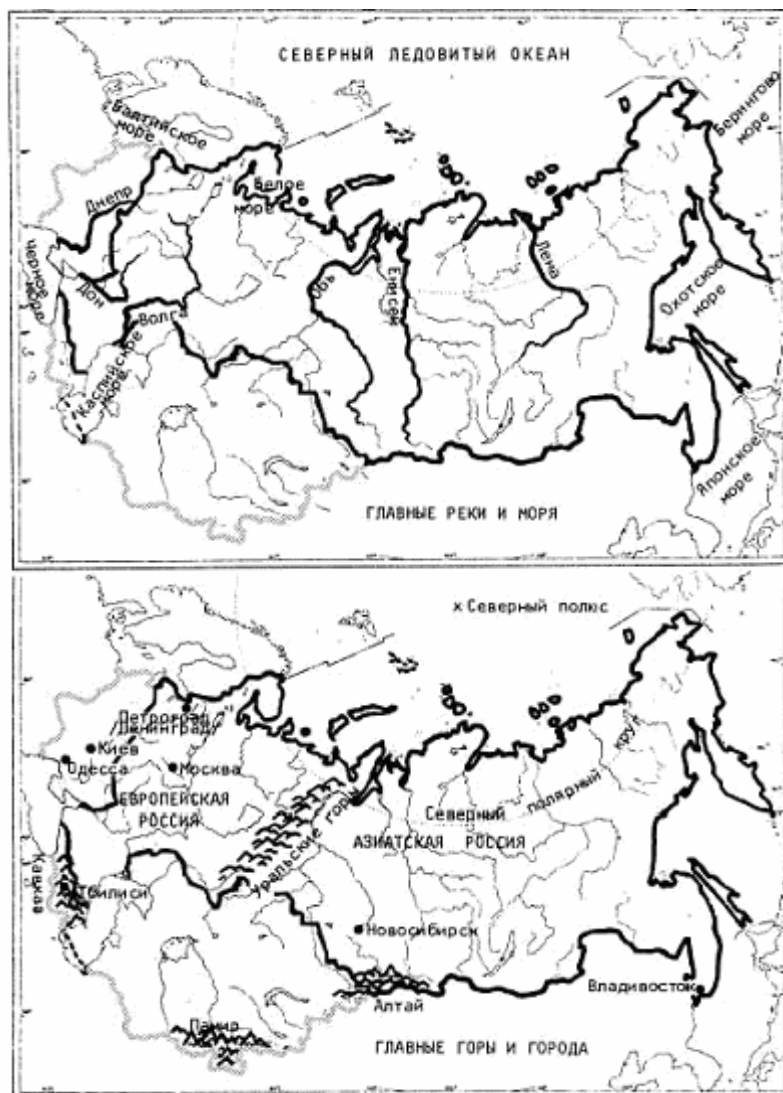 СЕВЕРНЫЙ ЛЕДОВИТЫЙ ОКЕАН
Берингово
море
Балтийское
море
Днепр
Белое
море
Черное
море
Дон
Волга
Обь
Енисей
Лена
Охотское
море
Каспийское
море
Японское
море
ГЛАВНЫЕ РЕКИ И МОРЯ
х Северный полюс
Петроград
Ленинград
Киев
Одесса
Москва
ЕВРОПЕЙСКАЯ
РОССИЯ
Уральские горы
Северный
полярный
круг
АЗИАТСКАЯ РОССИЯ
Кавказ
Тбилиси
Новосибирск
Алтай
Владивосток
Памир
ГЛАВНЫЕ ГОРЫ И ГОРОДА